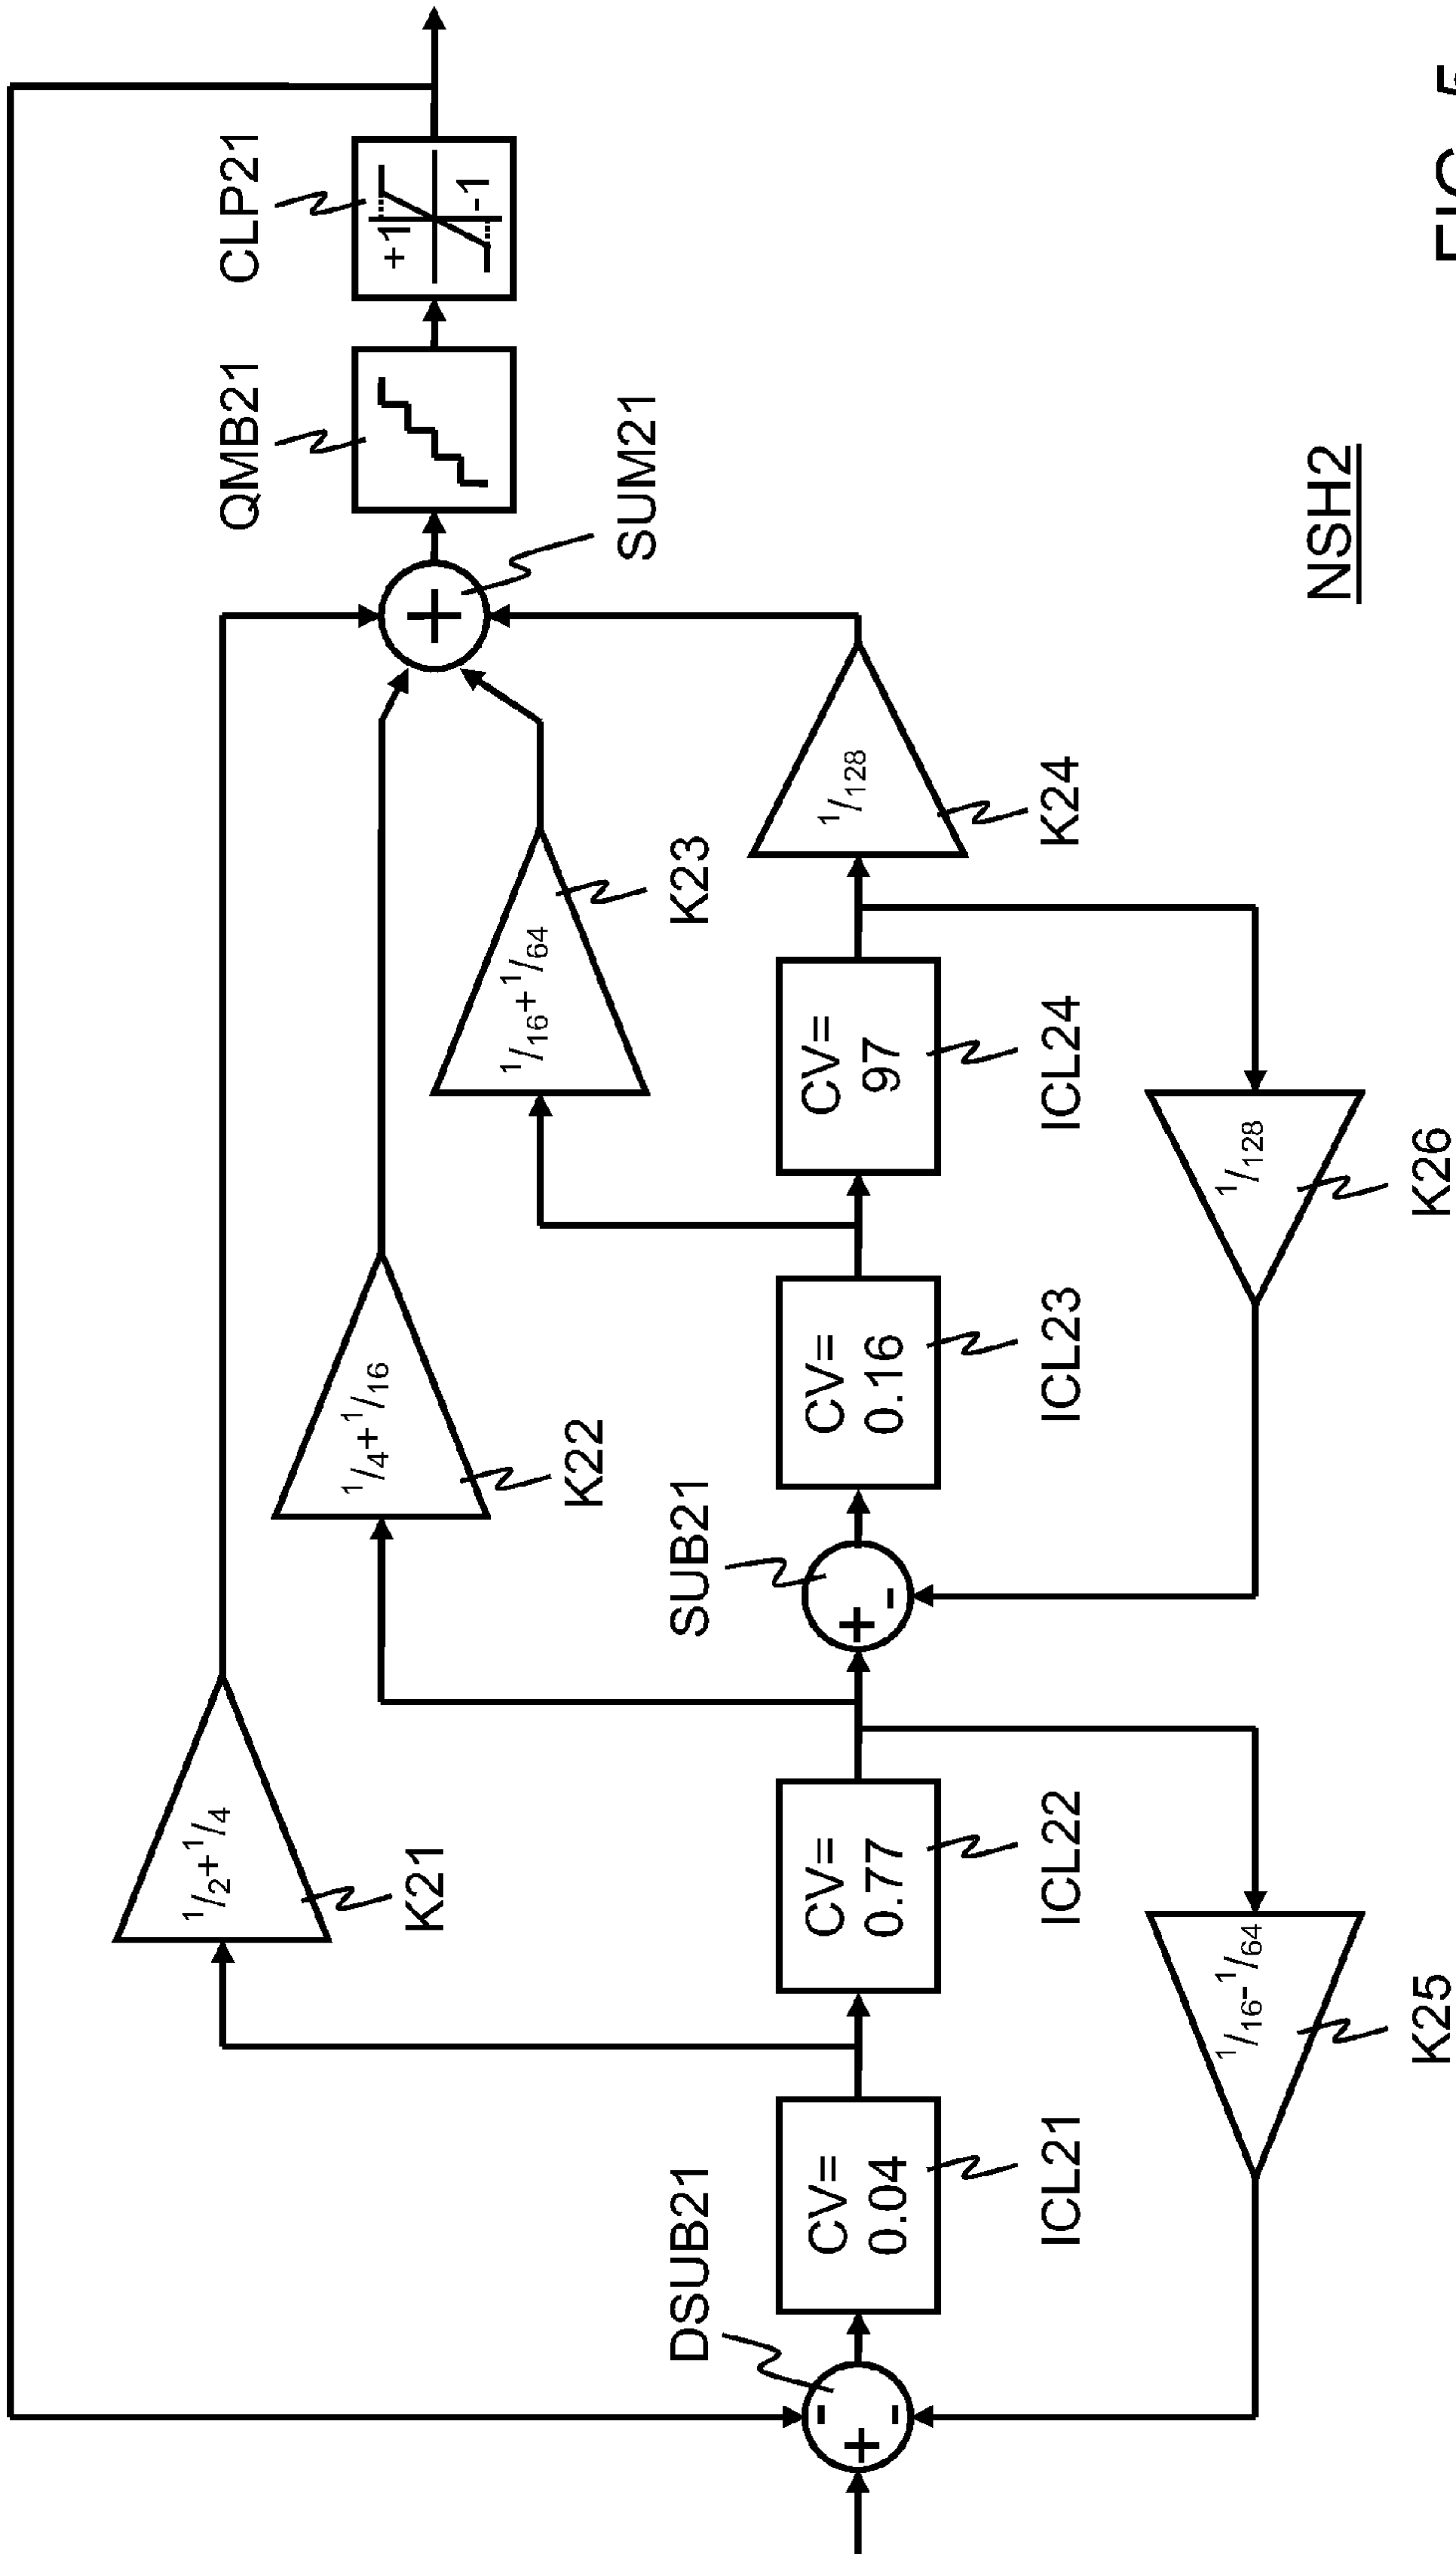 CLP21
+1
-1
QMB21
SUM21
K21
1/2+1/4
K22
1/4+1/16
K23
1/16+1/64
K24
1/128
DSUB21
+
-
-
CV=
0.04
ICL21
CV=
0.77
ICL22
SUB21
+
-
CV=
0.16
ICL23
CV=
97
ICL24
+
K25
1/16-1/64
K26
1/128
NSH2